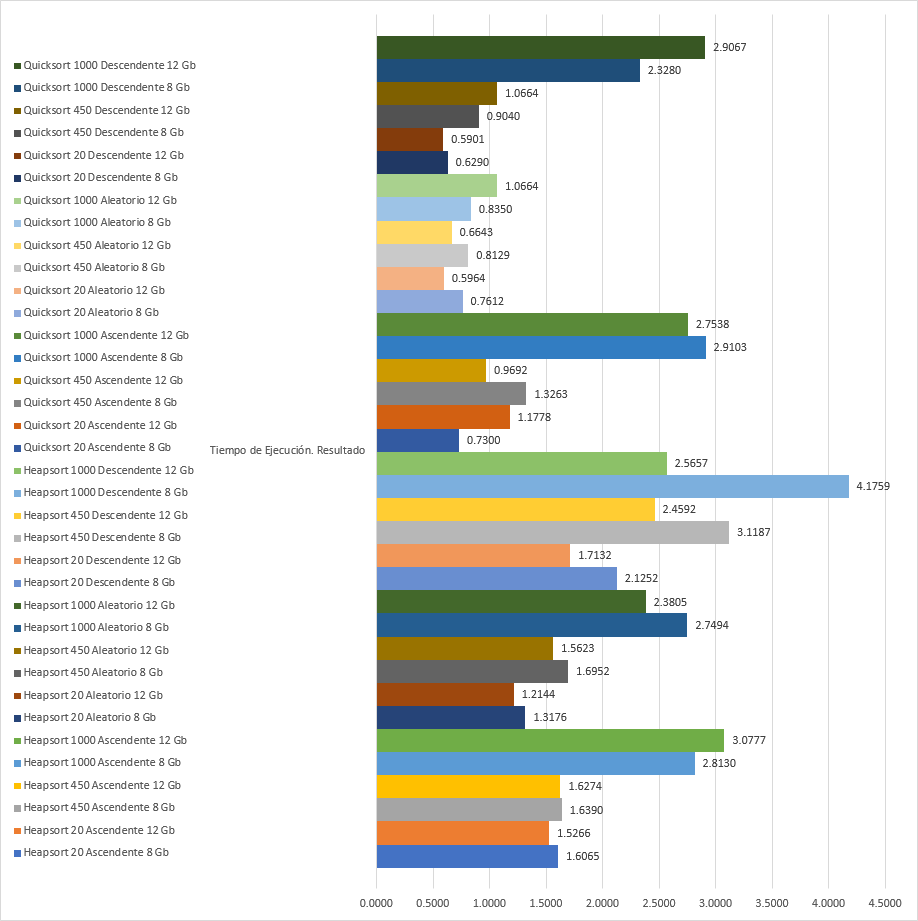 Quicksort 1000 Descendente 12 Gb
Quicksort 1000 Descendente 8 Gb
Quicksort 450 Descendente 12 Gb
Quicksort 450 Descendente 8 Gb
Quicksort 20 Descendente 12 Gb
Quicksort 20 Descendente 8 Gb
Quicksort 1000 Aleatorio 12 Gb
Quicksort 1000 Aleatorio 8 Gb
Quicksort 450 Aleatorio 12 Gb
Quicksort 450 Aleatorio 8 Gb
Quicksort 20 Aleatorio 12 Gb
Quicksort 20 Aleatorio 8 Gb
Quicksort 1000 Ascendente 12 Gb
Quicksort 1000 Ascendente 8 Gb
Quicksort 450 Ascendente 12 Gb
Quicksort 450 Ascendente 8 Gb
Quicksort 20 Ascendente 12 Gb
Quicksort 20 Ascendente 8 Gb
Heapsort 1000 Descendente 12 Gb
Heapsort 1000 Descendente 8 Gb
Heapsort 450 Descendente 12 Gb
Heapsort 450 Descendente 8 Gb
Heapsort 20 Descendente 12 Gb
Heapsort 20 Descendente 8 Gb
Heapsort 1000 Aleatorio 12 Gb
Heapsort 1000 Aleatorio 8 Gb
Heapsort 450 Aleatorio 12 Gb
Heapsort 450 Aleatorio 8 Gb
Heapsort 20 Aleatorio 12 Gb
Heapsort 20 Aleatorio 8 Gb
Heapsort 1000 Ascendente 12 Gb
Heapsort 1000 Ascendente 8 Gb
Heapsort 450 Ascendente 12 Gb
Heapsort 450 Ascendente 8 Gb
Heapsort 20 Ascendente 12 Gb
Heapsort 20 Ascendente 8 Gb
Tiempo de Ejecución. Resultado
2.9067
2.3280
1.0664
0.9040
0.5901
0.6290
1.0664
0.8350
0.6643
0.8129
0.5964
0.7612
2.7538
2.9103
0.9692
1.3263
1.1778
0.7300
2.5657
4.1759
2.4592
3.1187
1.7132
2.1252
2.3805
2.7494
1.5623
1.6952
1.2144
1.3176
3.0777
2.8130
1.6274
1.6390
1.5266
1.6065
0.0000 0.5000 1.0000 1.5000 2.0000 2.5000 3.0000 3.5000 4.0000 4.5000